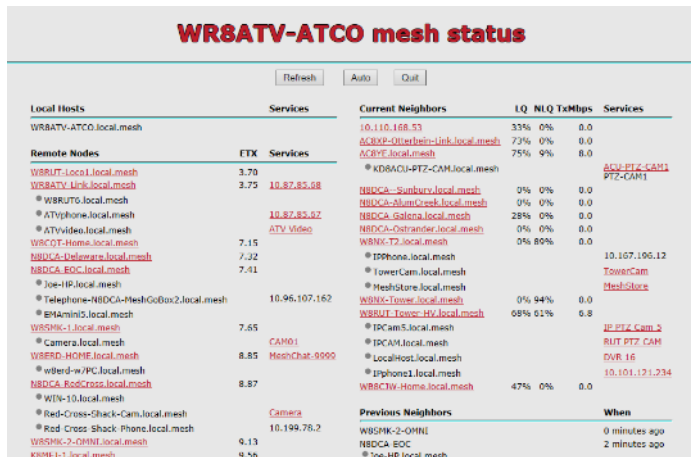 WR8ATV-ATCO mesh status
Refresh Auto Quit
Local Hosts Services
WR8ATV-ATCO.local.mesh
Remote Nodes ETX Services
W8RUT-Loco1.local.mesh 3.70
WR8ATV-Link.local.mesh 3.75 10.87.85.68
W8RUT6.local.mesh
ATVphone.local.mesh 10.87.85.67
ATVvideo.local.mesh ATV Video
W8CQT-Home.local.mesh 7.15
N8DCA-Delaware.local.mesh 7.32
N8DCA-EOC.local.mesh 7.41
Joe-HP.local.mesh
Telephone-N8DCA-MeshGoBox2.local.mesh 10.96.107.162
EMAmini5.local.mesh
W8SMK-1.local.mesh 7.65
Camera.local.mesh CAM01
W8ERD-HOME.local.mesh 8.85 MeshChat-9999
w8erd-w7PC.local.mesh
N8DCA-RedCross.local.mesh 8.87
WIN-10.local.mesh
Red-Cross-Shack-Cam.local.mesh Camera
Red-Cross-Shack-Phone.local.mesh 10.199.78.2
W8SMK-2-OMNI.local.mesh 9.13
K8MEJ-1.local.mesh 9.56
Current Neighbors LQ NLQ TxMbps Services
10.110.168.53 33% 0% 0.0
AC8XP-Otterbein-Link.local.mesh 73% 0% 0.0
AC8YE.local.mesh 75% 9% 8.0
KD8ACU-PTZ-CAM.local.mesh ACU-PTZ-CAM1
PTZ-CAM1
N8DCA--Sunbury.local.mesh 0% 0% 0.0
N8DCA-AlumCreek.local.mesh 0% 0% 0.0
N8DCA-Galena.local.mesh 28% 0% 0.0
N8DCA-Ostrander.local.mesh 0% 0% 0.0
W8NX-T2.local.mesh 0% 89% 0.0
IPPhone.local.mesh 10.167.196.12
TowerCam.local.mesh TowerCam
MeshStore.local.mesh MeshStore
W8NX-Tower.local.mesh 0% 94% 0.0
W8RUT-Tower-HV.local.mesh 68% 61% 6.8
IPCam5.local.mesh IP PTZ Cam 5
IPCAM.local.mesh RUT PTZ CAM
LocalHost.local.mesh DVR 16
IPphone1.local.mesh 10.101.121.234
WB8CJW-Home.local.mesh 47% 0% 0.0
Previous Neighbors When
W8SMK-2-OMNI 0 minutes ago
N8DCA-EOC 2 minutes ago
Joe-HP.local.mesh